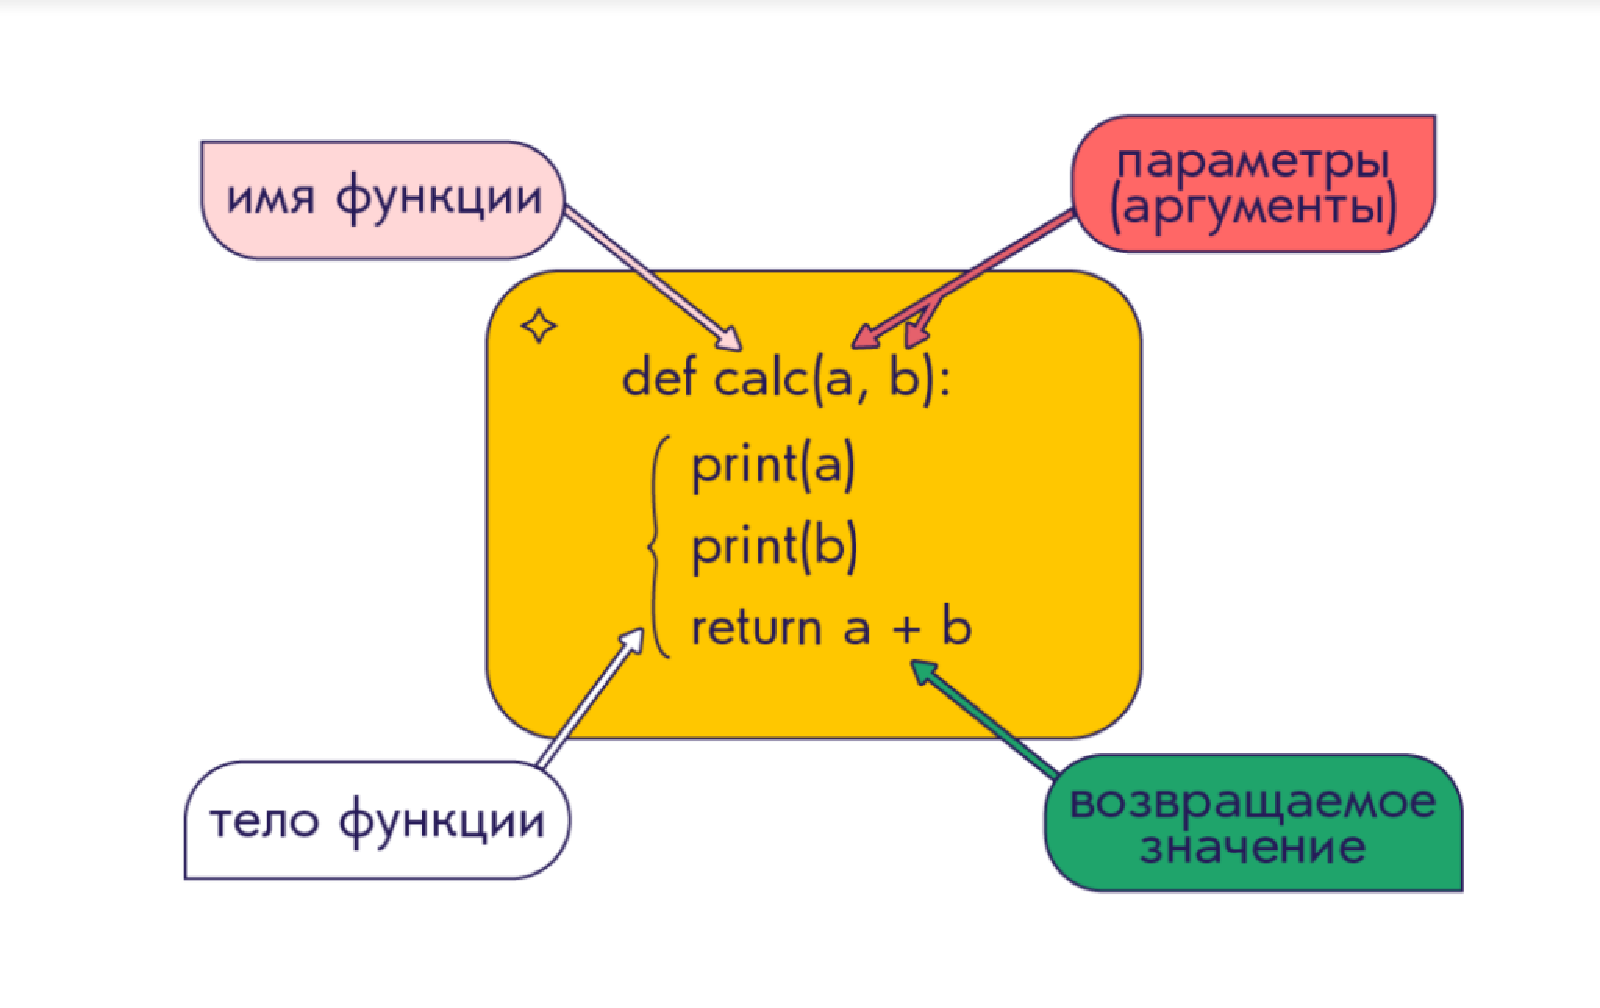 имя функции
параметры
(аргументы)
def calc(a, b):
print(a)
print(b)
return a + b
тело функции
возвращаемое
значение